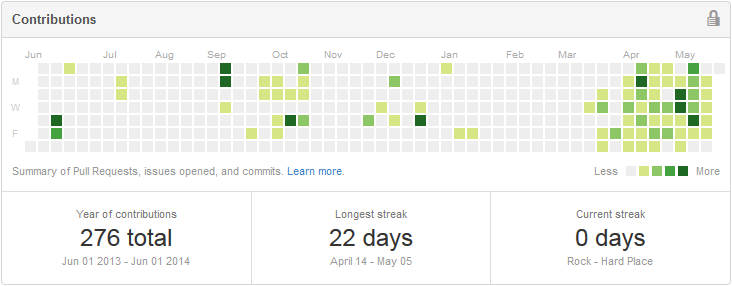 Contributions
Jun Jul Aug Sep Oct Nov Dec Jan Feb Mar Apr May
M
W
F
Summary of Pull Requests, issues opened, and commits. Learn more. Less More
Year of contributions Longest streak Current streak
276 total 22 days 0 days
Jun 01 2013 - Jun 01 2014 April 14 - May 05 Rock - Hard Place